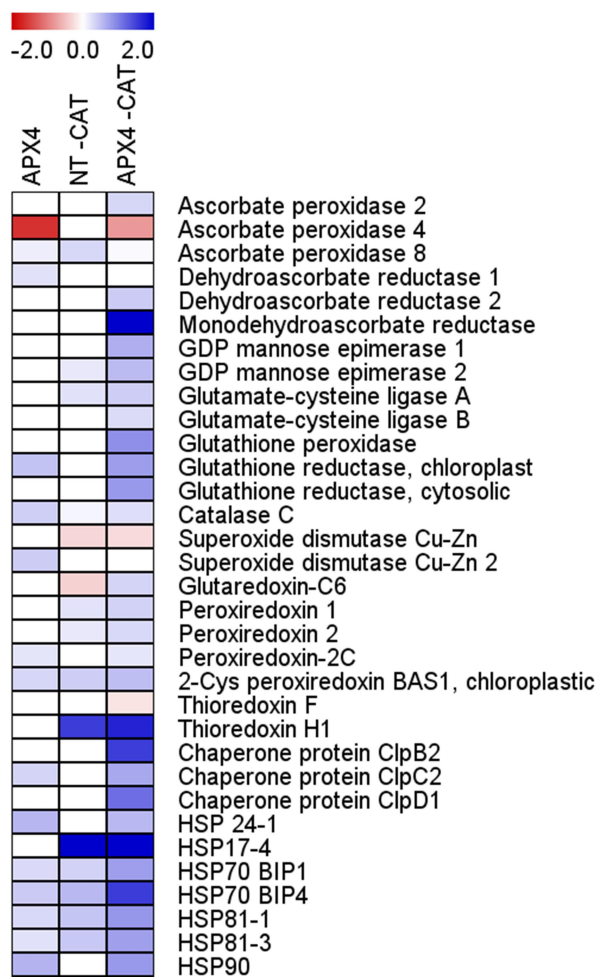 -2.0 0.0 2.0
APX4
NT -CAT
APX4 -CAT
Ascorbate peroxidase 2
Ascorbate peroxidase 4
Ascorbate peroxidase 8
Dehydroascorbate reductase 1
Dehydroascorbate reductase 2
Monodehydroascorbate reductase
GDP mannose epimerase 1
GDP mannose epimerase 2
Glutamate-cysteine ligase A
Glutamate-cysteine ligase B
Glutathione peroxidase
Glutathione reductase, chloroplast
Glutathione reductase, cytosolic
Catalase C
Superoxide dismutase Cu-Zn
Superoxide dismutase Cu-Zn 2
Glutaredoxin-C6
Peroxiredoxin 1
Peroxiredoxin 2
Peroxiredoxin-2C
2-Cys peroxiredoxin BAS1, chloroplastic
Thioredoxin F
Thioredoxin H1
Chaperone protein ClpB2
Chaperone protein ClpC2
Chaperone protein ClpD1
HSP 24-1
HSP17-4
HSP70 BIP1
HSP70 BIP4
HSP81-1
HSP81-3
HSP90